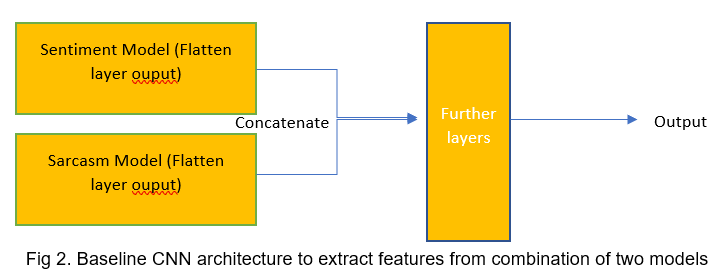 Sentiment Model (Flatten
layer ouput)
Concatenate
Sarcasm Model (Flatten
layer ouput)
Further
layers
Output
Fig 2. Baseline CNN architecture to extract features from combination of two models